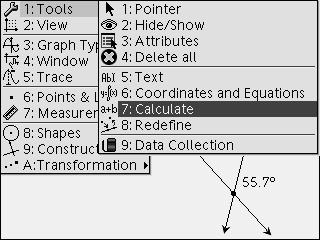 1: Tools
2: View
3: Graph Typ
4: Window
5: Trace
6: Points & L
7: Measurem
8: Shapes
9: Construct
A: Transformation
1: Pointer
2: Hide/Show
3: Attributes
4: Delete all
5: Text
6: Coordinates and Equations
7: Calculate
8: Redefine
9: Data Collection
55.7°